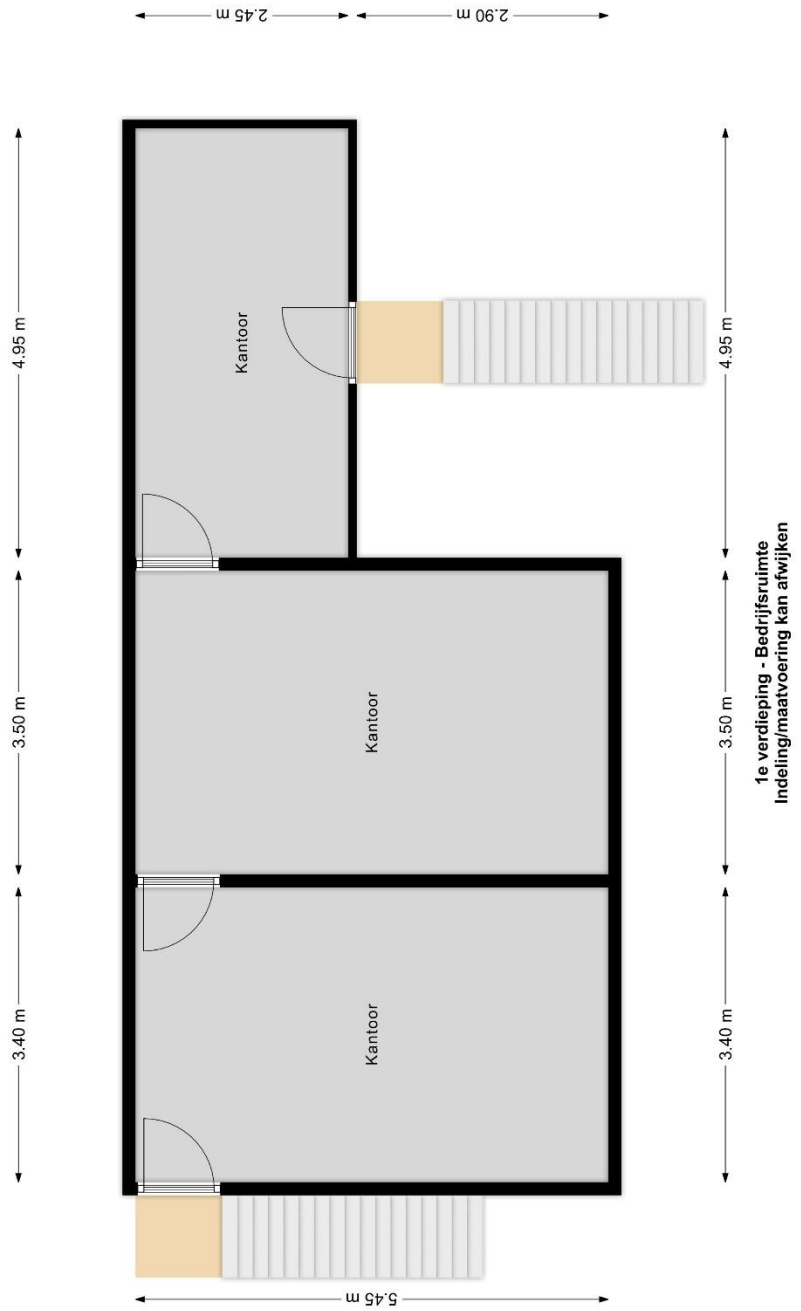 2.45 m
2.90 m
4.95 m
4.95 m
Kantoor
3.50 m
3.50 m
Kantoor
3.40 m
3.40 m
Kantoor
5.45 m
1e verdieping - Bedrijfsruimte
Indeling/maatvoering kan afwijken